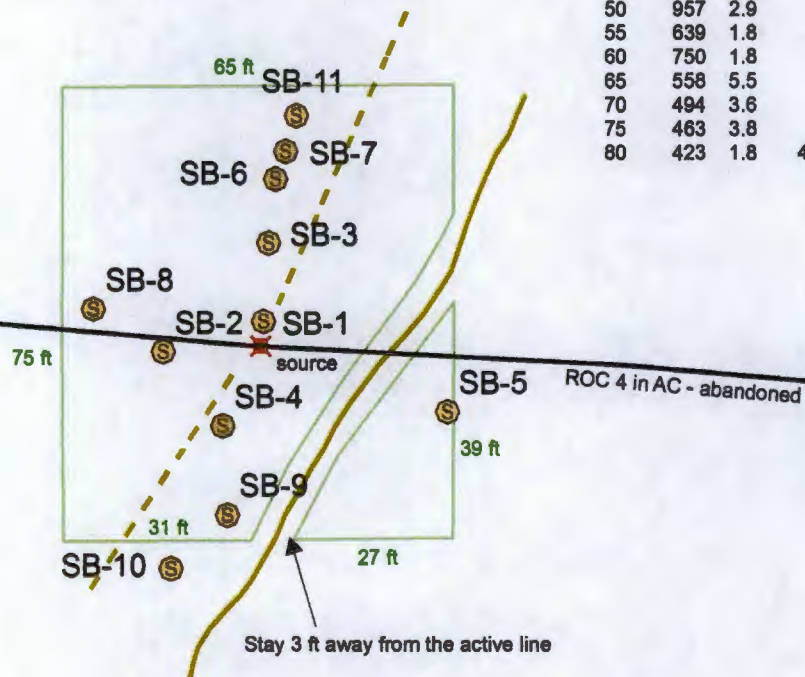 50 957 2.9
55 639 1.8
60 750 1.8
65 558 5.5
70 494 3.6
75 463 3.8
80 423 1.8 4
65 ft
SB-11
SB-7
SB-6
SB-3
SB-8
SB-2
SB-1
source
75 ft
ROC 4 in AC - abandoned
SB-5
SB-4
39 ft
SB-9
31 ft
27 ft
SB-10
Stay 3 ft away from the active line
S
S
S
S
S
S
S
S
S
S
S